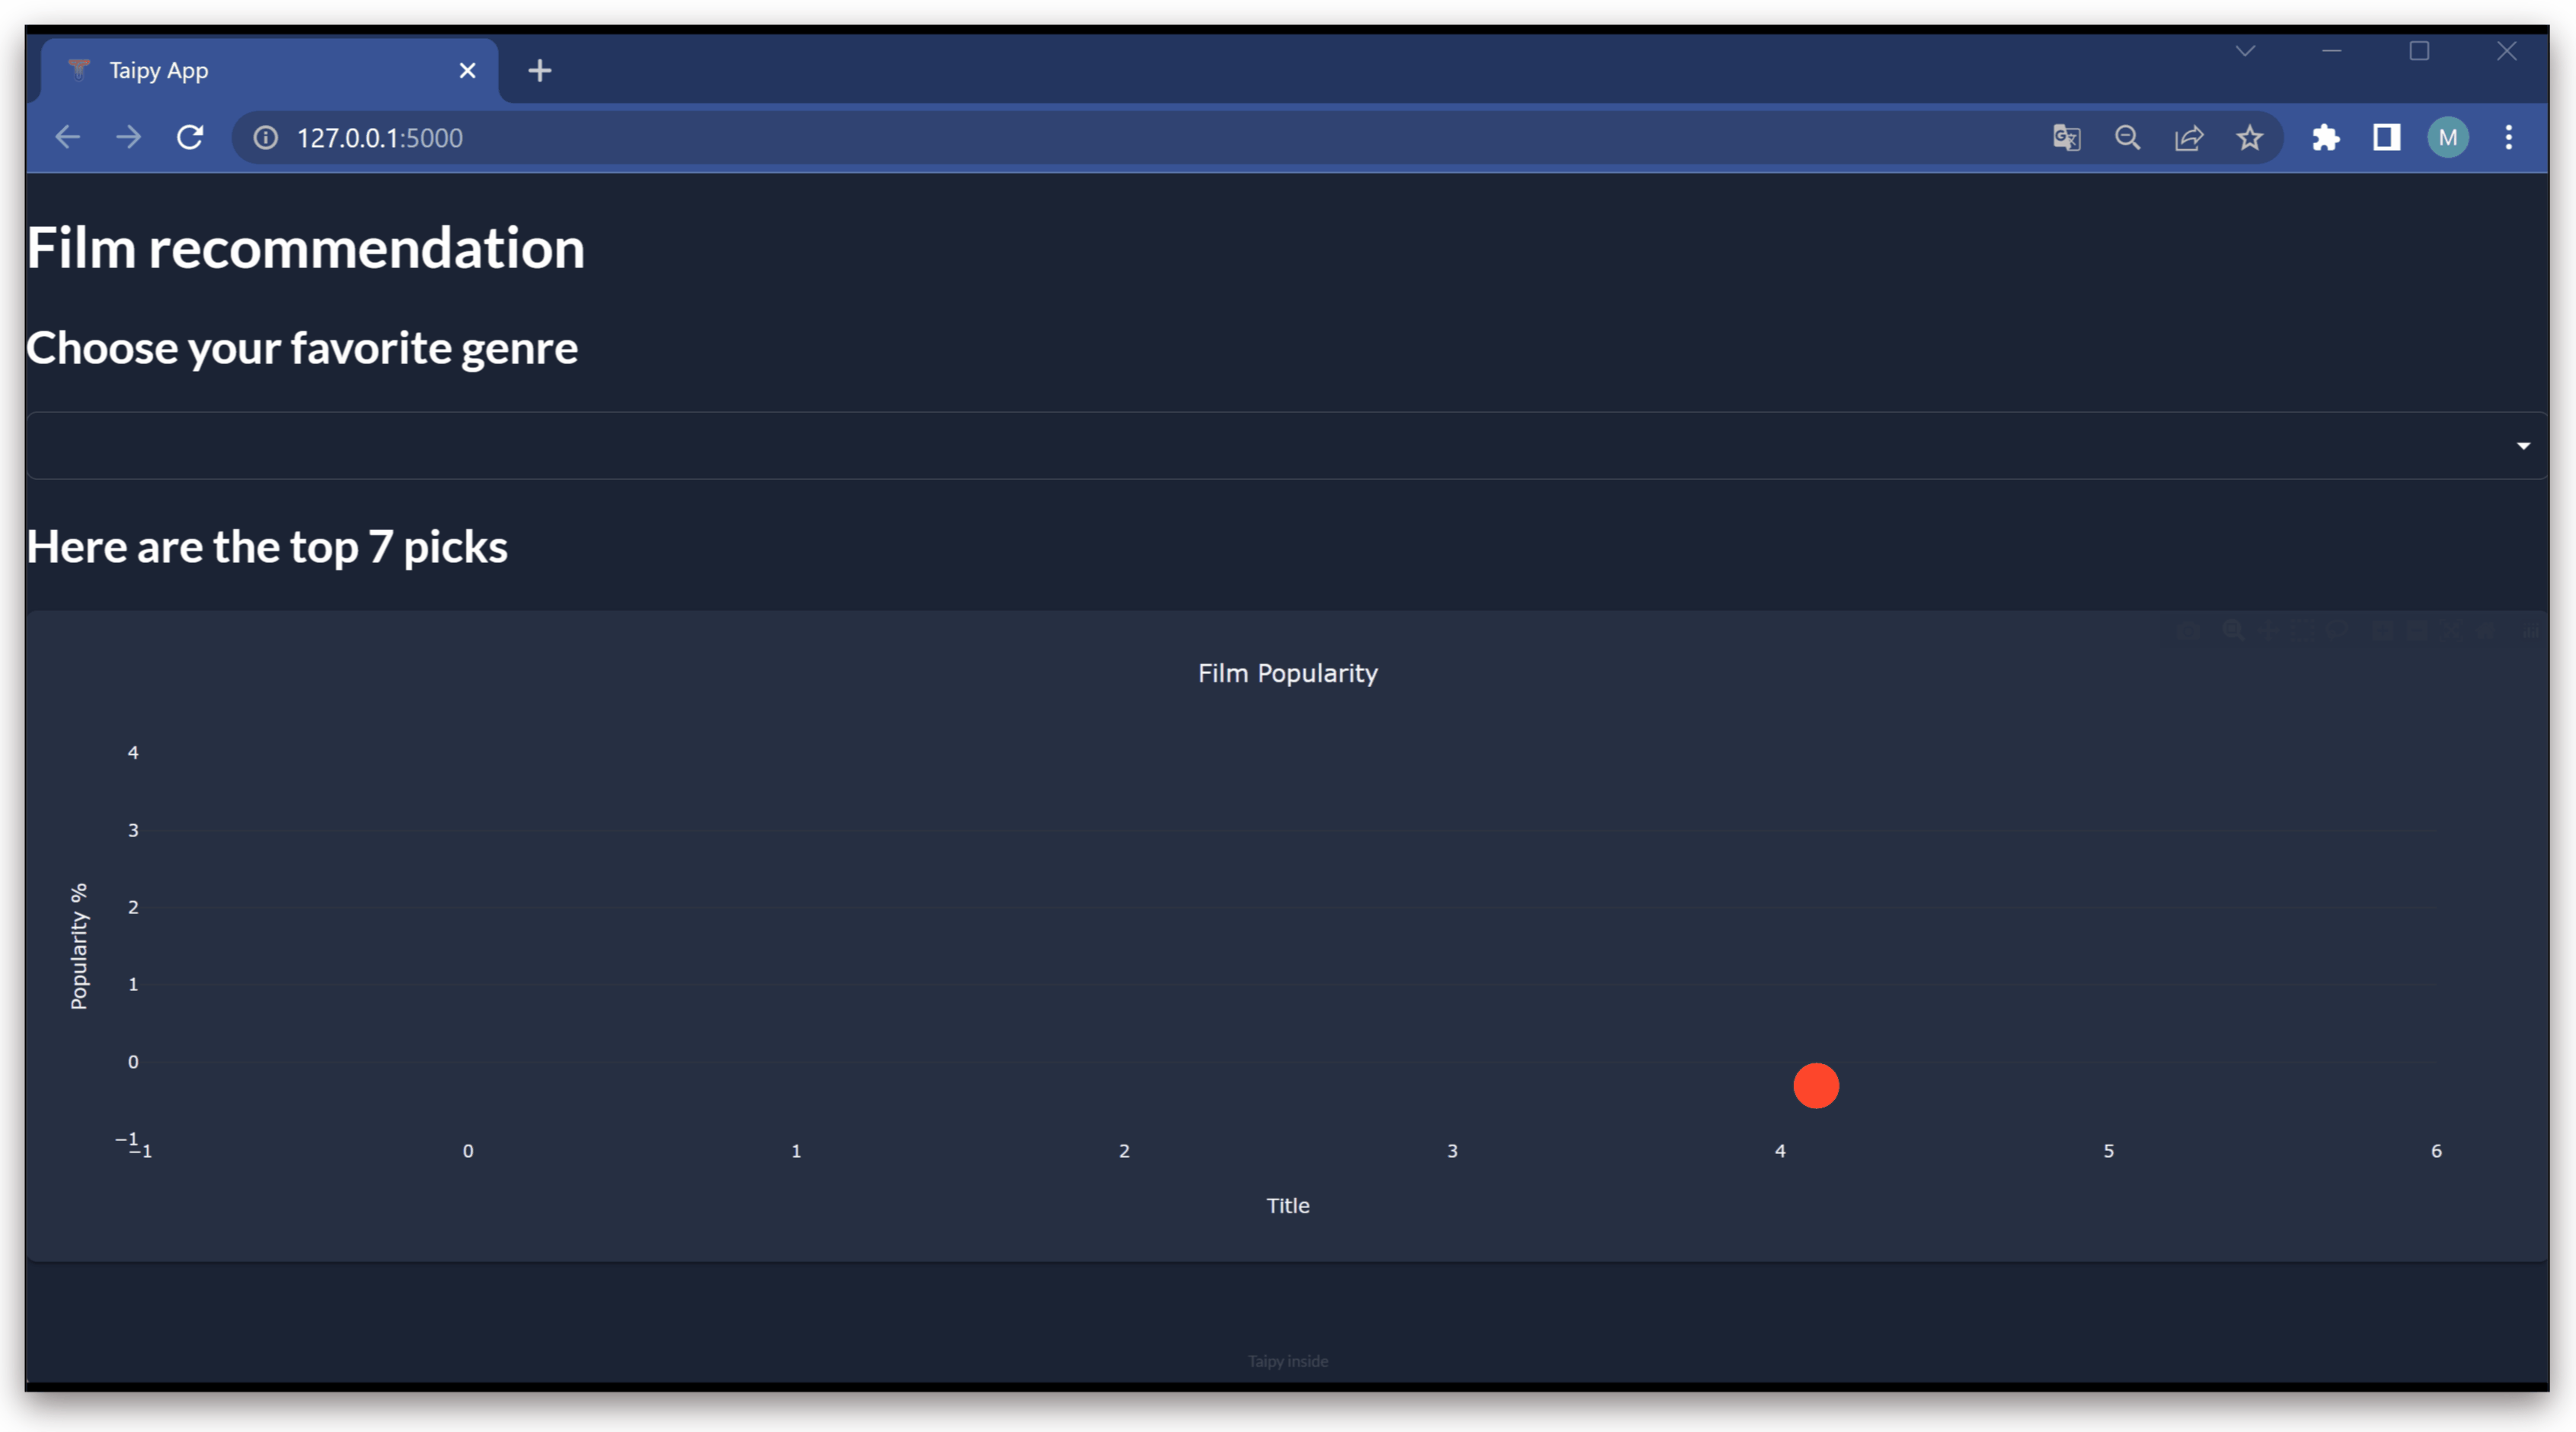 Taipy App
127.0.0.1:5000
M
Film recommendation
Choose your favorite genre
Here are the top 7 picks
Film Popularity
4
3
2
1
0
−1
Popularity %
−1 0 1 2 3 4 5 6
Title
Taipy inside